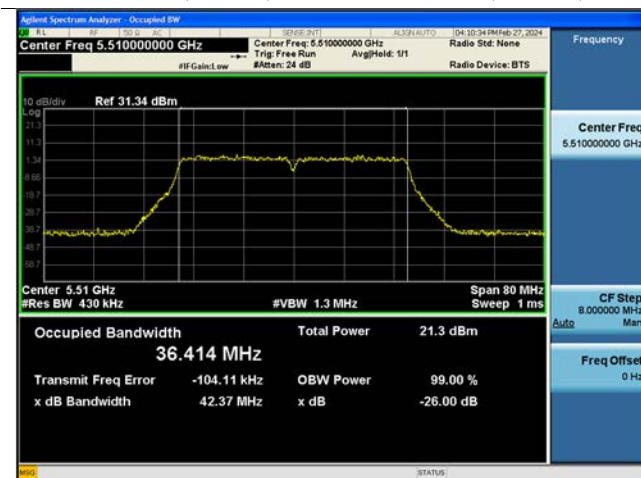 Agilent Spectrum Analyzer - Occupied BW
RL RF 50 Ω AC SENSE:INT ALIGN AUTO 04:10:34 PM Feb 27, 2024
Center Freq 5.510000000 GHz
Center Freq: 5.510000000 GHz
Radio Std: None
Trig: Free Run Avg|Hold: 1/1
#IFGain:Low #Atten: 24 dB
Radio Device: BTS
10 dB/div Ref 31.34 dBm
Log
21.3
11.3
1.34
-8.66
-18.7
-28.7
-38.7
-48.7
-58.7
Center 5.51 GHz Span 80 MHz
#Res BW 430 kHz #VBW 1.3 MHz Sweep 1 ms
Occupied Bandwidth Total Power 21.3 dBm
36.414 MHz
Transmit Freq Error -104.11 kHz OBW Power 99.00 %
x dB Bandwidth 42.37 MHz x dB -26.00 dB
MSG STATUS
Frequency
Center Freq
5.510000000 GHz
CF Step
8.000000 MHz
Auto Man
Freq Offset
0 Hz